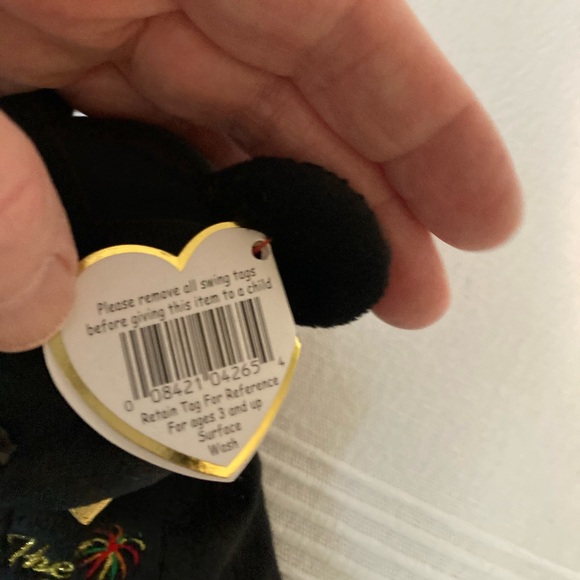 Please remove all swing tags
before giving this item to a child
0 08421 04265 4
Retain Tag For Reference
For ages 3 and up
Surface
Wash
The